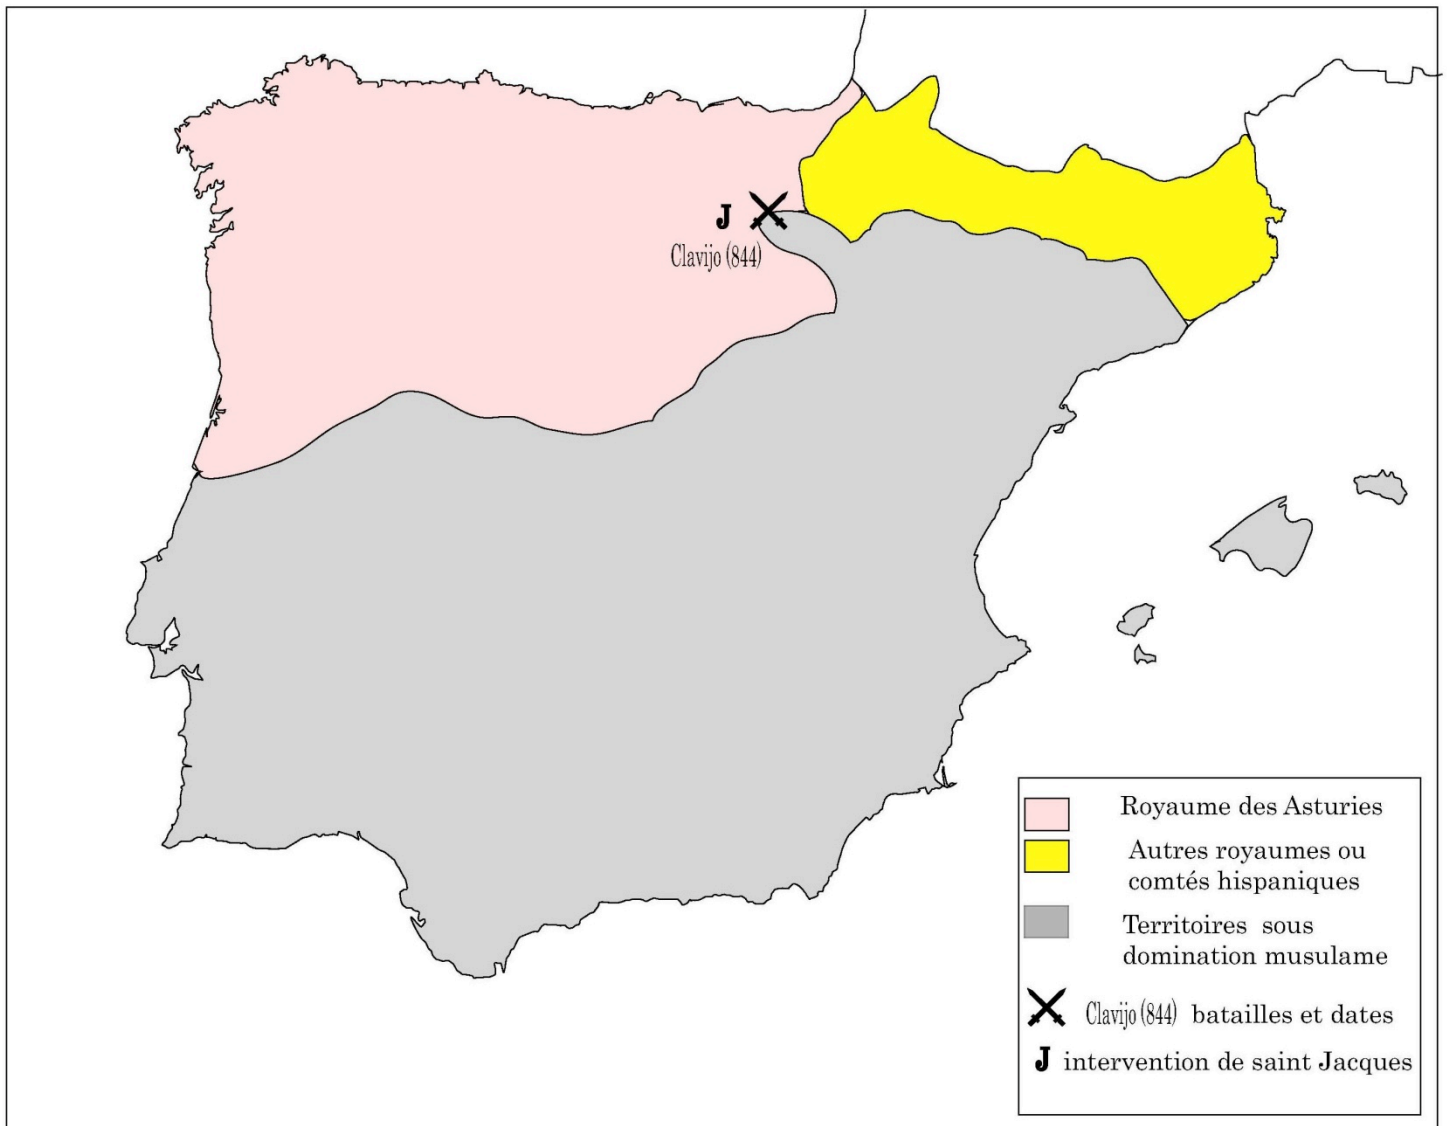 J
Clavijo (844)
Royaume des Asturies
Autres royaumes ou
comtés hispaniques
Territoires sous
domination musulame
Clavijo (844) batailles et dates
J intervention de saint Jacques